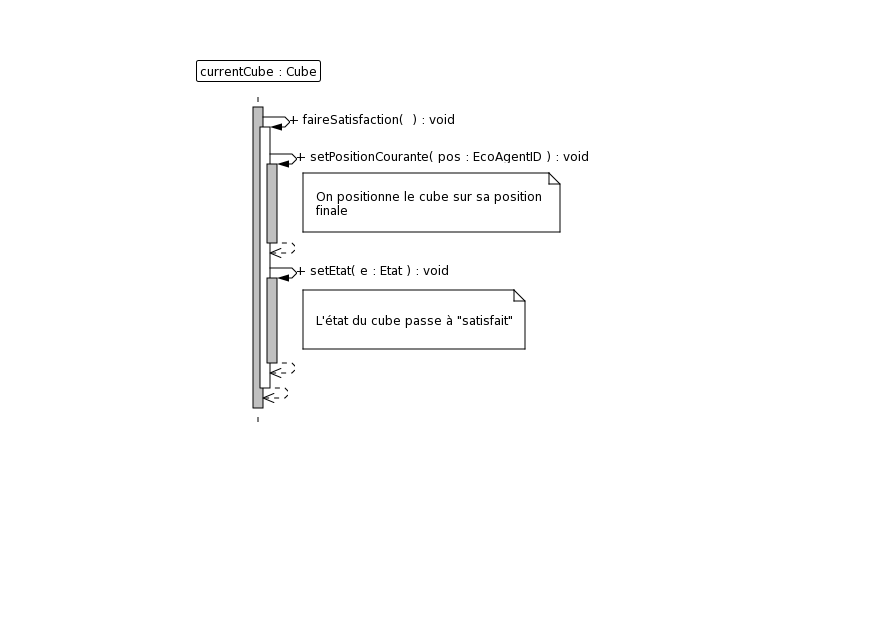 currentCube : Cube
+ faireSatisfaction(  ) : void
+ setPositionCourante( pos : EcoAgentID ) : void
On positionne le cube sur sa position
finale
+ setEtat( e : Etat ) : void
L'état du cube passe à "satisfait"